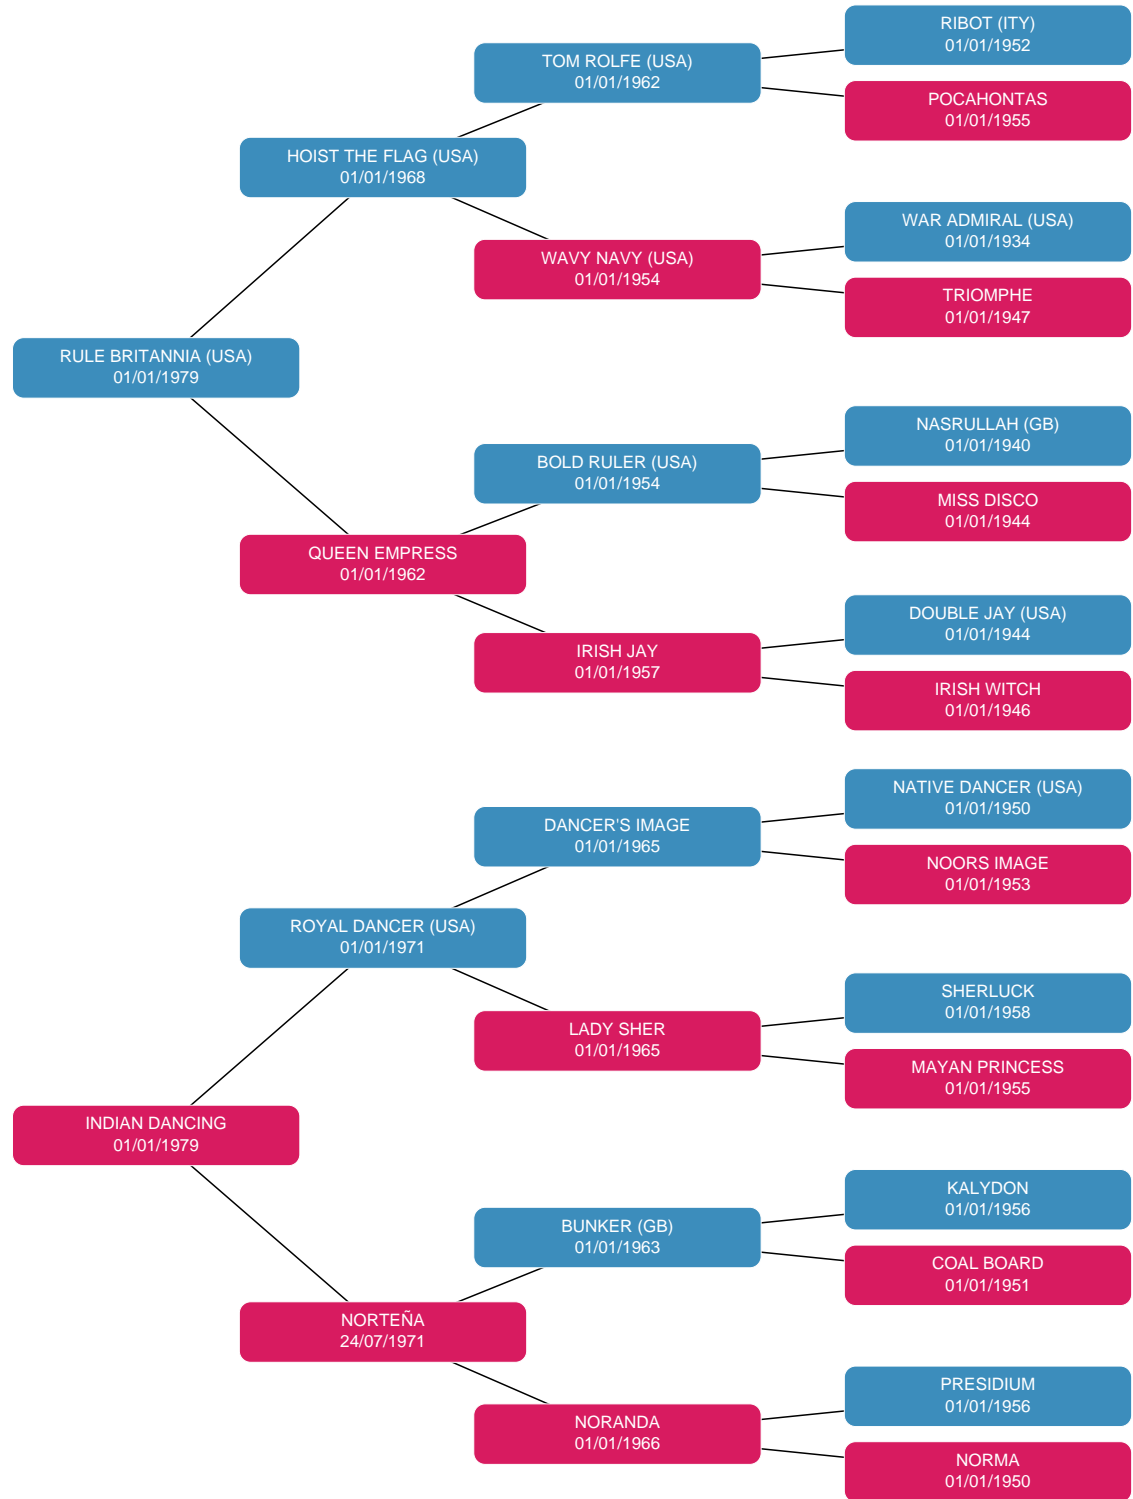 RIBOT (ITY)
01/01/1952
TOM ROLFE (USA)
01/01/1962
POCAHONTAS
01/01/1955
HOIST THE FLAG (USA)
01/01/1968
WAR ADMIRAL (USA)
01/01/1934
WAVY NAVY (USA)
01/01/1954
TRIOMPHE
01/01/1947
RULE BRITANNIA (USA)
01/01/1979
NASRULLAH (GB)
01/01/1940
BOLD RULER (USA)
01/01/1954
MISS DISCO
01/01/1944
QUEEN EMPRESS
01/01/1962
DOUBLE JAY (USA)
01/01/1944
IRISH JAY
01/01/1957
IRISH WITCH
01/01/1946
NATIVE DANCER (USA)
01/01/1950
DANCER'S IMAGE
01/01/1965
NOORS IMAGE
01/01/1953
ROYAL DANCER (USA)
01/01/1971
SHERLUCK
01/01/1958
LADY SHER
01/01/1965
MAYAN PRINCESS
01/01/1955
INDIAN DANCING
01/01/1979
KALYDON
01/01/1956
BUNKER (GB)
01/01/1963
COAL BOARD
01/01/1951
NORTEÑA
24/07/1971
PRESIDIUM
01/01/1956
NORANDA
01/01/1966
NORMA
01/01/1950